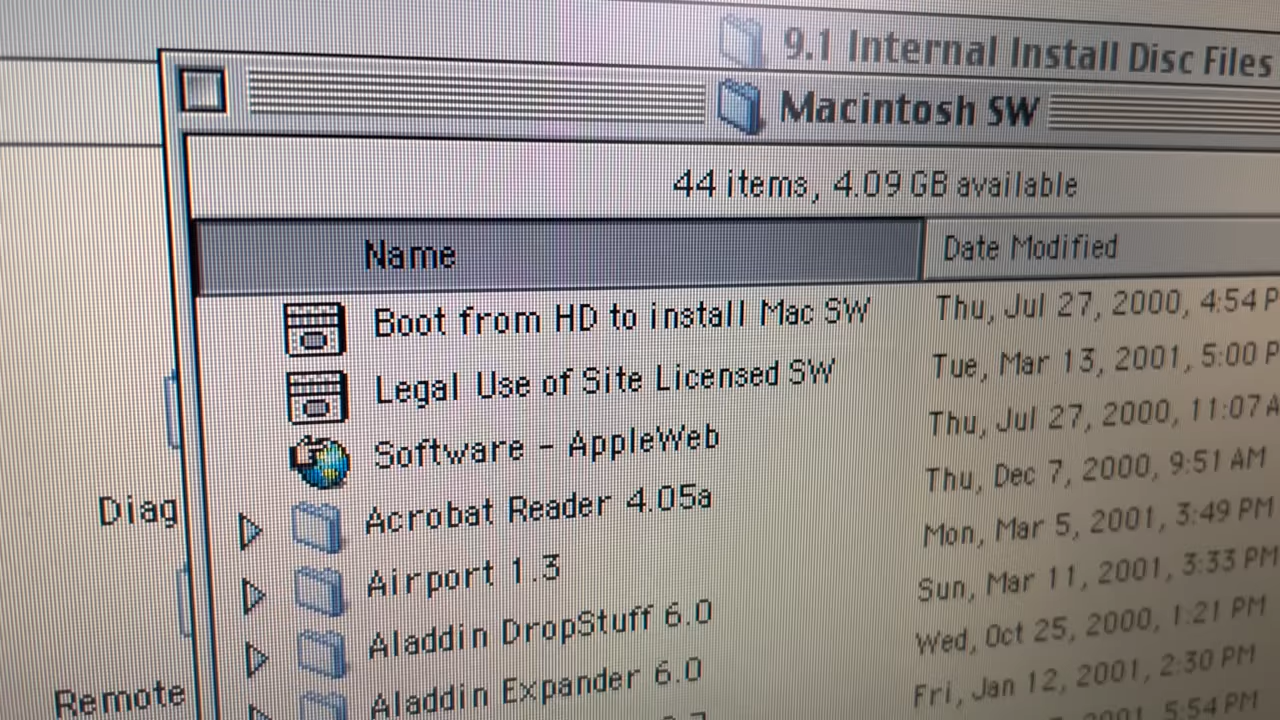 9.1 Internal Install Disc Files
Macintosh SW
44 items, 4.09 GB available
Name Date Modified
Boot from HD to install Mac SW Thu, Jul 27, 2000, 4:54 P
Legal Use of Site Licensed SW Tue, Mar 13, 2001, 5:00 P
Software - AppleWeb Thu, Jul 27, 2000, 11:07 A
Acrobat Reader 4.05a Thu, Dec 7, 2000, 9:51 AM
Airport 1.3 Mon, Mar 5, 2001, 3:49 PM
Aladdin DropStuff 6.0 Sun, Mar 11, 2001, 3:33 PM
Aladdin Expander 6.0 Wed, Oct 25, 2000, 1:21 PM
Fri, Jan 12, 2001, 2:30 PM
2001, 5:54 PM
Diag
Remote